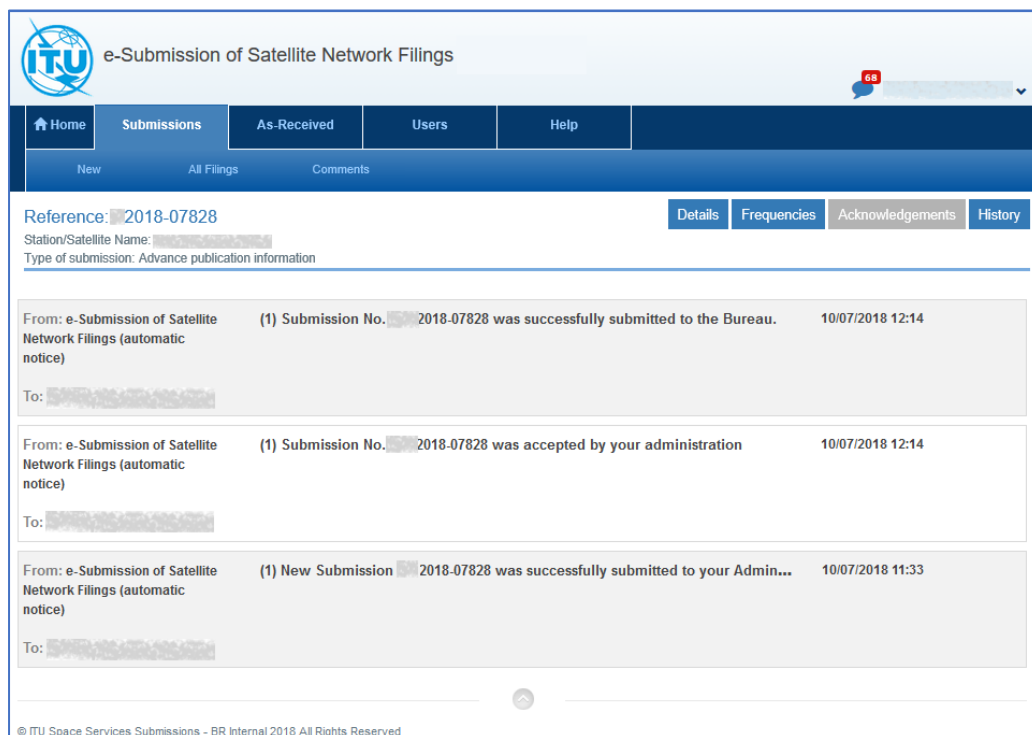 ITU
e-Submission of Satellite Network Filings
68
Home Submissions As-Received Users Help
New All Filings Comments
Reference: 2018-07828
Details Frequencies Acknowledgements History
Station/Satellite Name:
Type of submission: Advance publication information
From: e-Submission of Satellite Network Filings (automatic notice)
(1) Submission No. 2018-07828 was successfully submitted to the Bureau.
10/07/2018 12:14
To:
From: e-Submission of Satellite Network Filings (automatic notice)
(1) Submission No. 2018-07828 was accepted by your administration
10/07/2018 12:14
To:
From: e-Submission of Satellite Network Filings (automatic notice)
(1) New Submission 2018-07828 was successfully submitted to your Admin...
10/07/2018 11:33
To:
© ITU Space Services Submissions - BR Internal 2018 All Rights Reserved